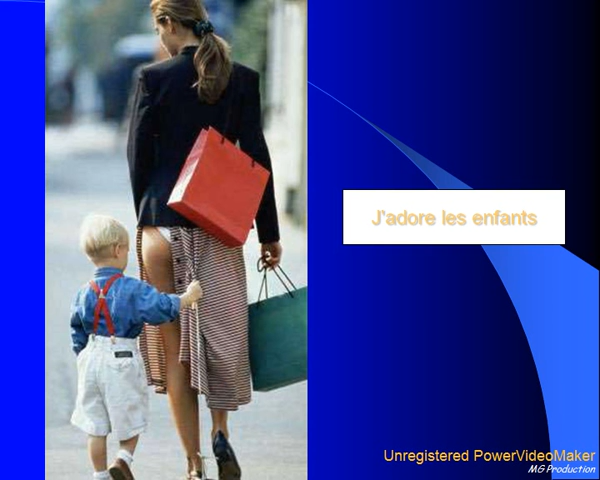 J'adore les enfants
Unregistered PowerVideoMaker
MG Production